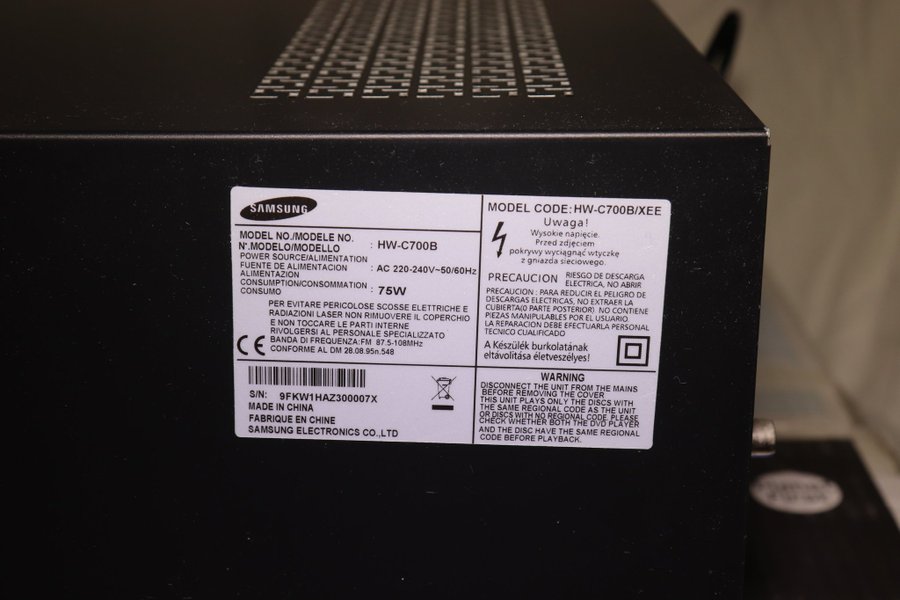 SAMSUNG
MODEL NO./MODELE NO.
N°.MODELO/MODELLO : HW-C700B
POWER SOURCE/ALIMENTATION
FUENTE DE ALIMENTACION : AC 220-240V~50/60Hz
ALIMENTAZION
CONSUMPTION/CONSOMMATION : 75W
CONSUMO
PER EVITARE PERICOLOSE SCOSSE ELETTRICHE E
RADIAZIONI LASER NON RIMUOVERE IL COPERCHIO
E NON TOCCARE LE PARTI INTERNE
RIVOLGERSI AL PERSONALE SPECIALIZZATO
BANDA DI FREQUENZA:FM 87.5-108MHz
CONFORME AL DM 28.08.95n.548
CE
S/N: 9FKW1HAZ300007X
MADE IN CHINA
FABRIQUE EN CHINE
SAMSUNG ELECTRONICS CO.,LTD
MODEL CODE:HW-C700B/XEE
Uwaga!
Wysokie napięcie.
Przed zdjęciem
pokrywy wyciągnąć wtyczkę
z gniazda sieciowego.
PRECAUCION RIESGO DE DESCARGA
ELECTRICA, NO ABRIR
PRECAUCION : PARA REDUCIR EL PELIGRO DE
DESCARGAS ELECTRICAS, NO EXTRAER LA
CUBIERTA(0 PARTE POSTERIOR) NO CONTIENE
PIEZAS MANIPULABLES POR EL USUARIO.
LA REPARACION DEBE EFECTUARLA PERSONAL
TECNICO CUALIFICADO
A Készülék burkolatának
eltávolítása életveszélyes!
WARNING
DISCONNECT THE UNIT FROM THE MAINS
BEFORE REMOVING THE COVER
THIS UNIT PLAYS ONLY THE DISCS WITH
THE SAME REGIONAL CODE AS THE UNIT
OR DISCS WITH NO REGIONAL CODE. PLEASE
CHECK WHETHER BOTH THE DVD PLAYER
AND THE DISC HAVE THE SAME REGIONAL
CODE BEFORE PLAYBACK.